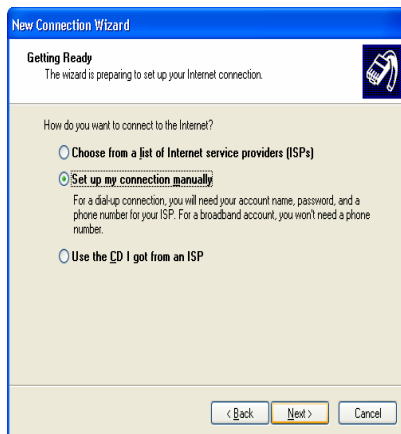 New Connection Wizard
Getting Ready
The wizard is preparing to set up your Internet connection.
How do you want to connect to the Internet?
Choose from a list of Internet service providers (ISPs)
Set up my connection manually
For a dial-up connection, you will need your account name, password, and a
phone number for your ISP. For a broadband account, you won't need a phone
number.
Use the CD I got from an ISP
< Back
Next >
Cancel